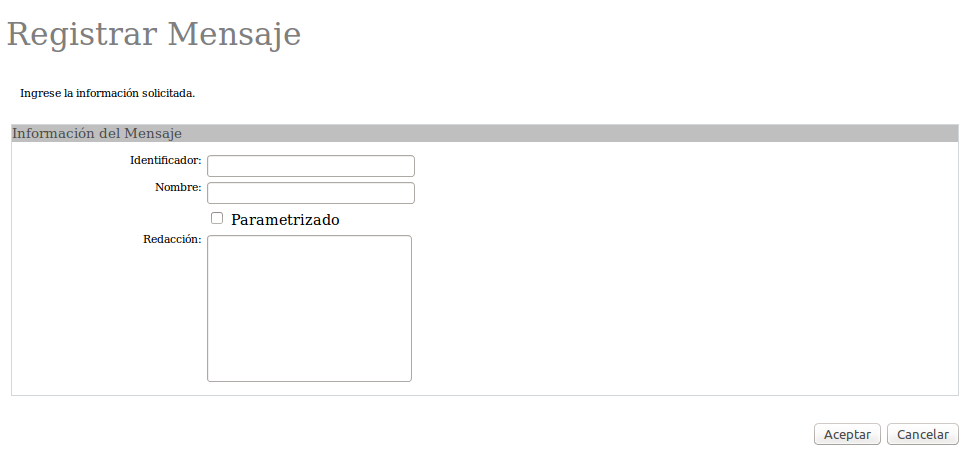 Registrar Mensaje
Ingrese la información solicitada.
Información del Mensaje
Identificador:
Nombre:
Parametrizado
Redacción:
Aceptar Cancelar